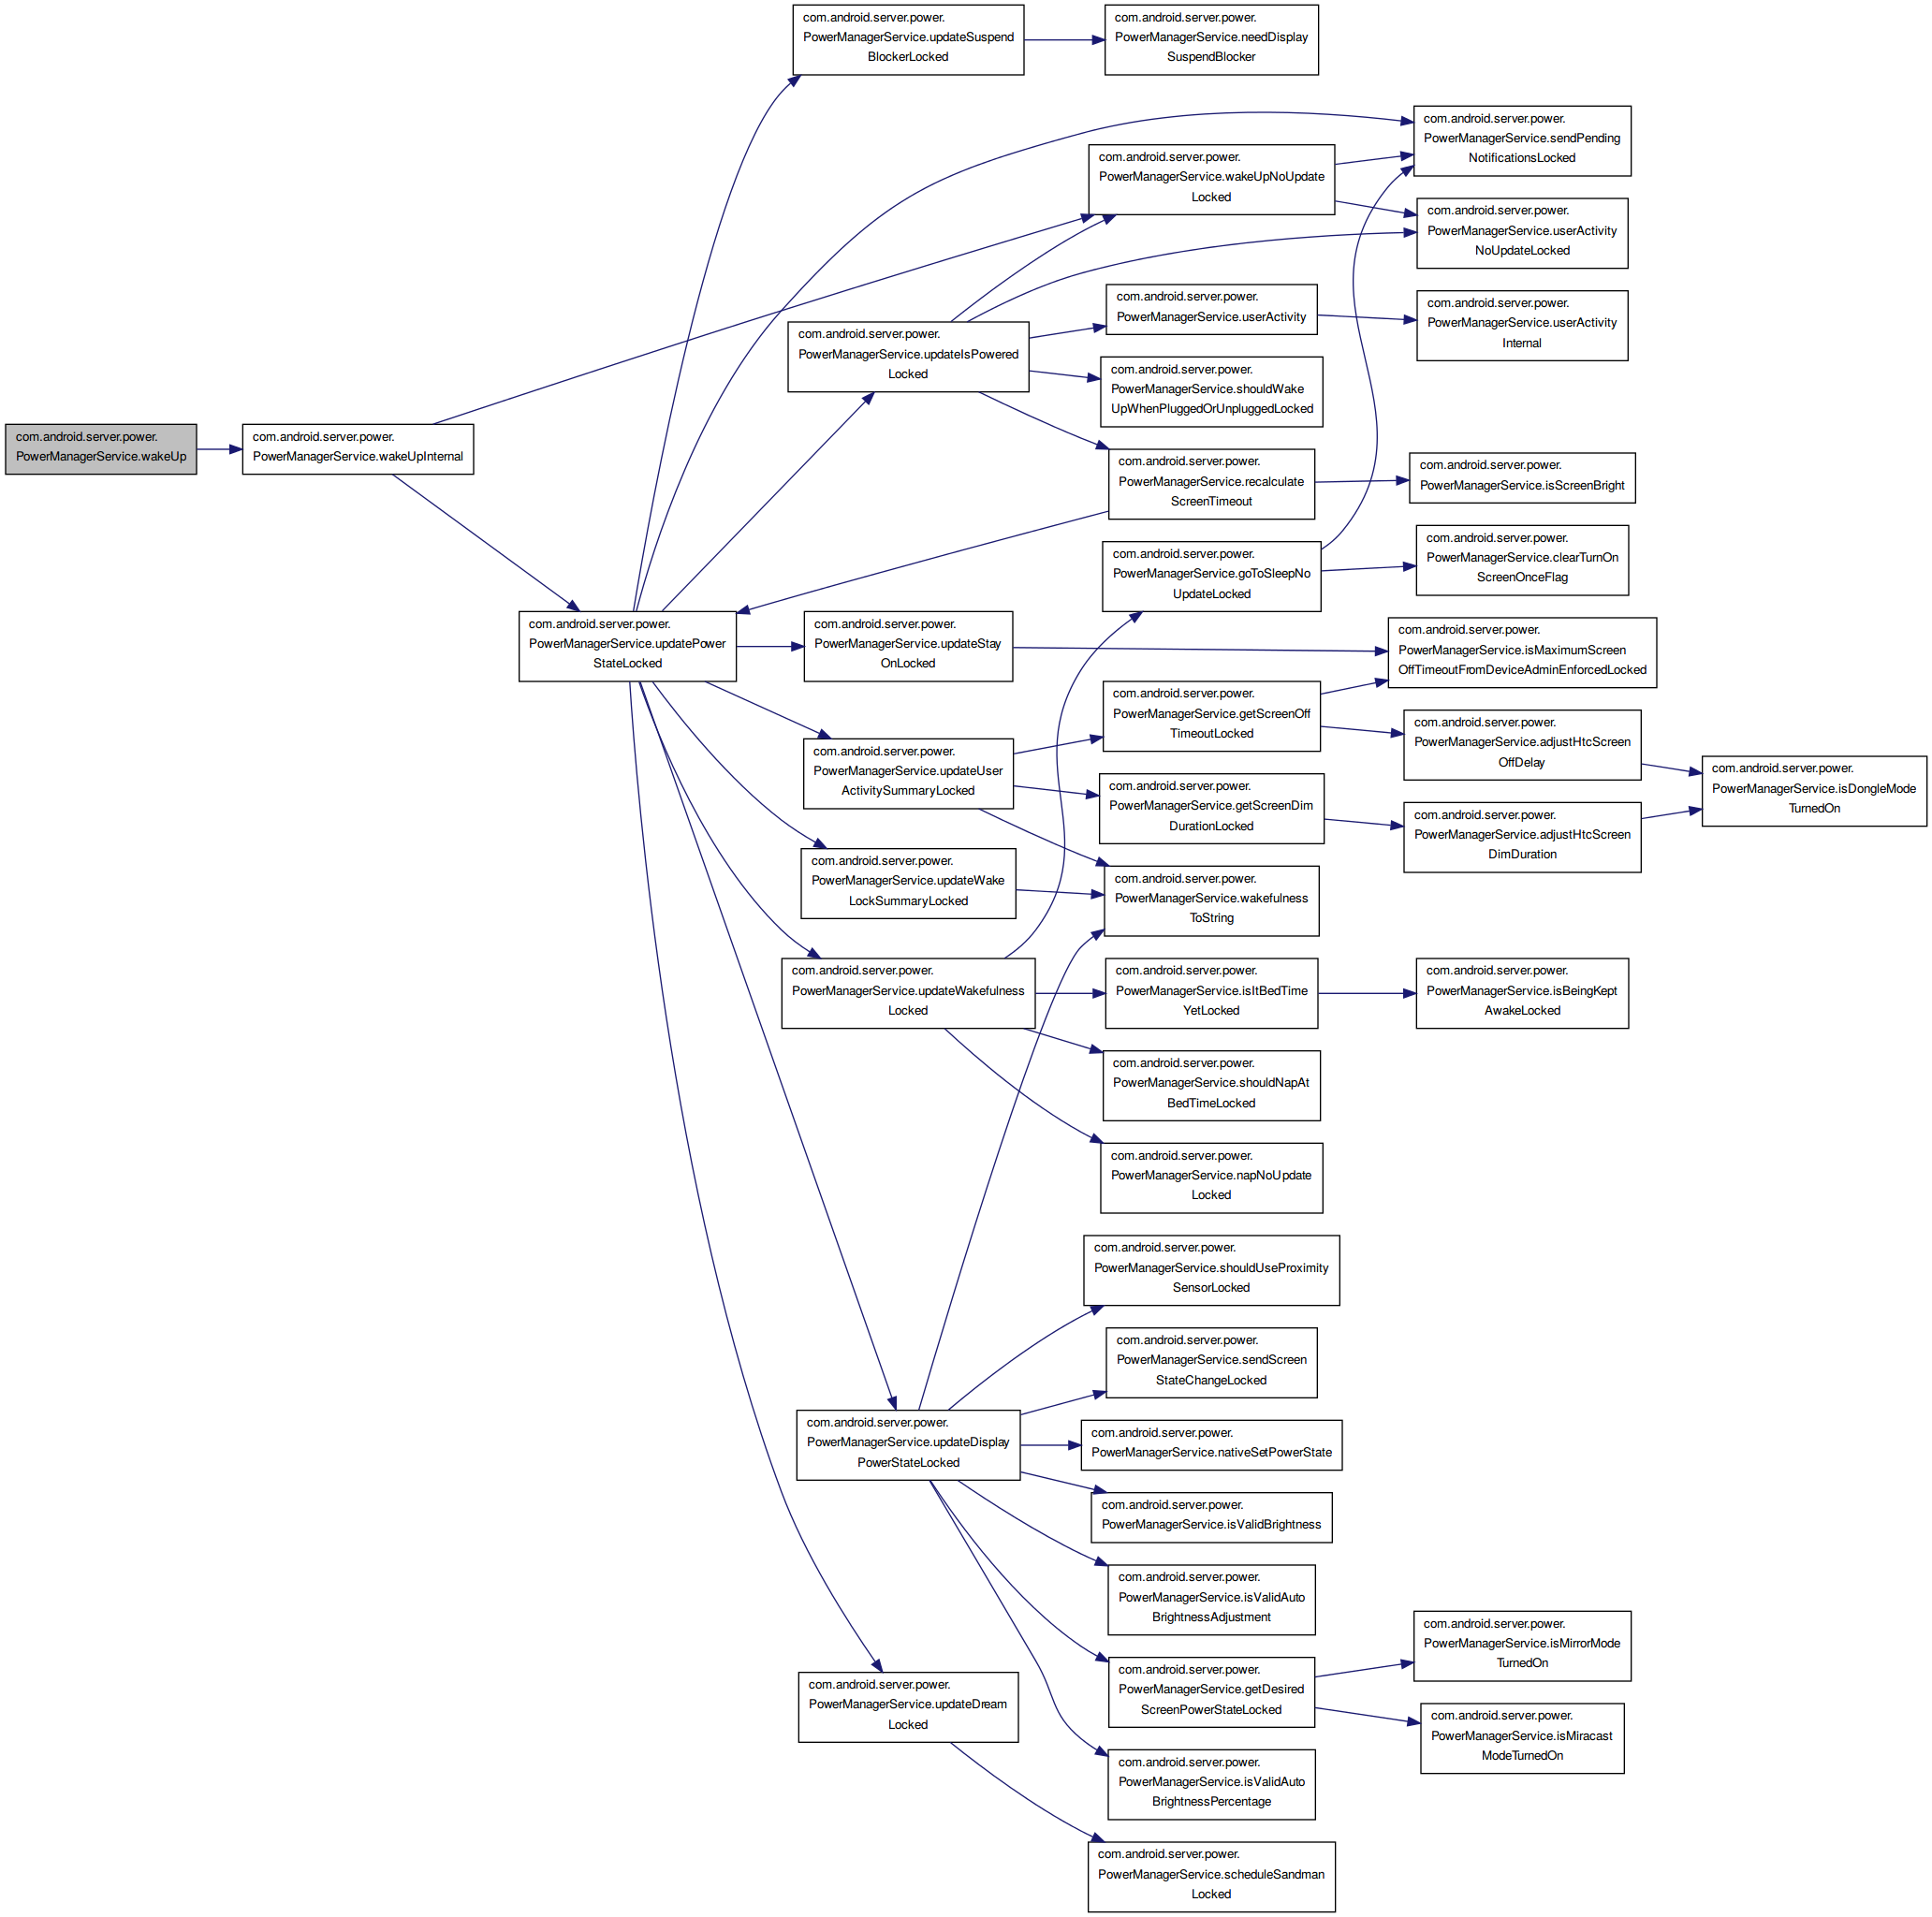 com.android.server.power.
PowerManagerService.wakeUp
com.android.server.power.
PowerManagerService.wakeUpInternal
com.android.server.power.
PowerManagerService.updatePower
StateLocked
com.android.server.power.
PowerManagerService.updateSuspend
BlockerLocked
com.android.server.power.
PowerManagerService.updateIsPowered
Locked
com.android.server.power.
PowerManagerService.updateStay
OnLocked
com.android.server.power.
PowerManagerService.updateUser
ActivitySummaryLocked
com.android.server.power.
PowerManagerService.updateWake
LockSummaryLocked
com.android.server.power.
PowerManagerService.updateWakefulness
Locked
com.android.server.power.
PowerManagerService.updateDisplay
PowerStateLocked
com.android.server.power.
PowerManagerService.updateDream
Locked
com.android.server.power.
PowerManagerService.needDisplay
SuspendBlocker
com.android.server.power.
PowerManagerService.wakeUpNoUpdate
Locked
com.android.server.power.
PowerManagerService.userActivity
com.android.server.power.
PowerManagerService.shouldWake
UpWhenPluggedOrUnpluggedLocked
com.android.server.power.
PowerManagerService.recalculate
ScreenTimeout
com.android.server.power.
PowerManagerService.goToSleepNo
UpdateLocked
com.android.server.power.
PowerManagerService.getScreenOff
TimeoutLocked
com.android.server.power.
PowerManagerService.getScreenDim
DurationLocked
com.android.server.power.
PowerManagerService.wakefulness
ToString
com.android.server.power.
PowerManagerService.isItBedTime
YetLocked
com.android.server.power.
PowerManagerService.shouldNapAt
BedTimeLocked
com.android.server.power.
PowerManagerService.napNoUpdate
Locked
com.android.server.power.
PowerManagerService.shouldUseProximity
SensorLocked
com.android.server.power.
PowerManagerService.sendScreen
StateChangeLocked
com.android.server.power.
PowerManagerService.nativeSetPowerState
com.android.server.power.
PowerManagerService.isValidBrightness
com.android.server.power.
PowerManagerService.isValidAuto
BrightnessAdjustment
com.android.server.power.
PowerManagerService.getDesired
ScreenPowerStateLocked
com.android.server.power.
PowerManagerService.isValidAuto
BrightnessPercentage
com.android.server.power.
PowerManagerService.scheduleSandman
Locked
com.android.server.power.
PowerManagerService.sendPending
NotificationsLocked
com.android.server.power.
PowerManagerService.userActivity
NoUpdateLocked
com.android.server.power.
PowerManagerService.userActivity
Internal
com.android.server.power.
PowerManagerService.isScreenBright
com.android.server.power.
PowerManagerService.clearTurnOn
ScreenOnceFlag
com.android.server.power.
PowerManagerService.isMaximumScreen
OffTimeoutFromDeviceAdminEnforcedLocked
com.android.server.power.
PowerManagerService.adjustHtcScreen
OffDelay
com.android.server.power.
PowerManagerService.adjustHtcScreen
DimDuration
com.android.server.power.
PowerManagerService.isBeingKept
AwakeLocked
com.android.server.power.
PowerManagerService.isMirrorMode
TurnedOn
com.android.server.power.
PowerManagerService.isMiracast
ModeTurnedOn
com.android.server.power.
PowerManagerService.isDongleMode
TurnedOn